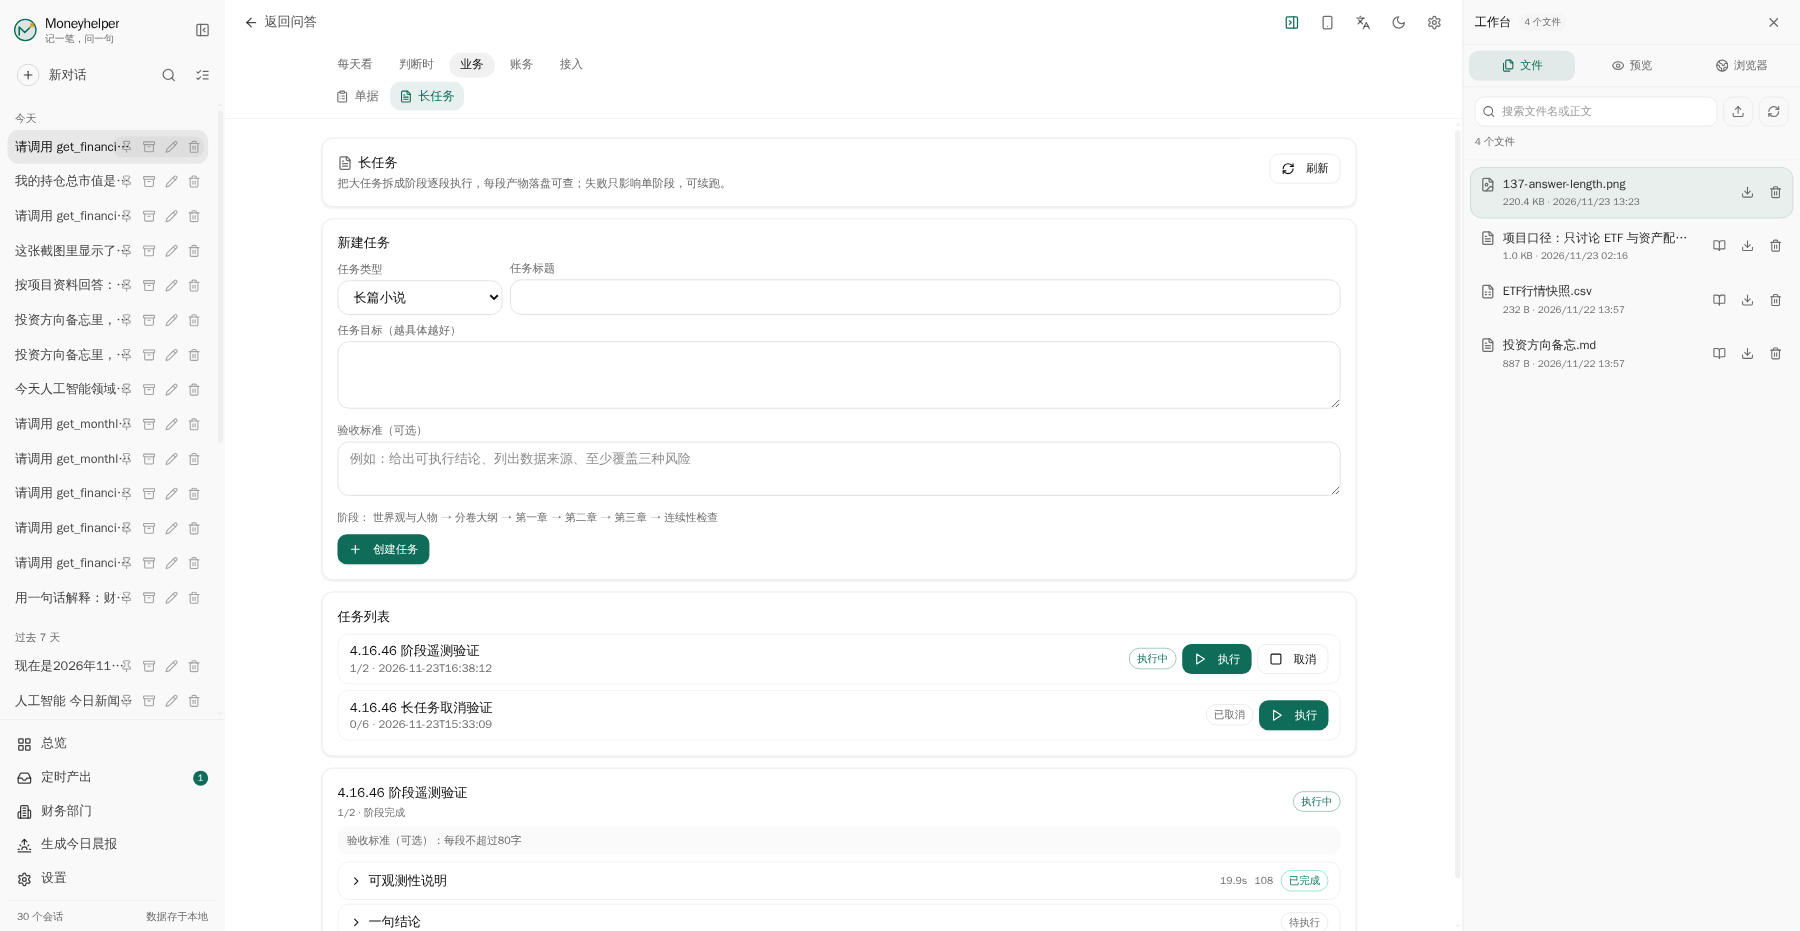 Moneyhelper
记一笔，问一句
新对话
今天
请调用 get_financi…
我的持仓总市值是…
请调用 get_financi…
这张截图里显示了…
按项目资料回答：…
投资方向备忘里，…
投资方向备忘里，…
今天人工智能领域…
请调用 get_monthl…
请调用 get_monthl…
请调用 get_financi…
请调用 get_financi…
请调用 get_financi…
用一句话解释：财…
过去 7 天
现在是2026年11…
人工智能 今日新闻…
总览
定时产出 1
财务部门
生成今日晨报
设置
30 个会话 数据存于本地
返回问答
每天看 判断时 业务 账务 接入
单据 长任务
长任务
把大任务拆成阶段逐段执行，每段产物落盘可查；失败只影响单阶段，可续跑。
刷新
新建任务
任务类型 任务标题
长篇小说
任务目标（越具体越好）
验收标准（可选）
例如：给出可执行结论、列出数据来源、至少覆盖三种风险
阶段： 世界观与人物 → 分卷大纲 → 第一章 → 第二章 → 第三章 → 连续性检查
创建任务
任务列表
4.16.46 阶段遥测验证
1/2 · 2026-11-23T16:38:12
执行中 执行 取消
4.16.46 长任务取消验证
0/6 · 2026-11-23T15:33:09
已取消 执行
4.16.46 阶段遥测验证
1/2 · 阶段完成
执行中
验收标准（可选）：每段不超过80字
可观测性说明 19.9s 108 已完成
一句结论 待执行
工作台 4 个文件
文件 预览 浏览器
搜索文件名或正文
4 个文件
137-answer-length.png
220.4 KB · 2026/11/23 13:23
项目口径：只讨论 ETF 与资产配…
1.0 KB · 2026/11/23 02:16
ETF行情快照.csv
232 B · 2026/11/22 13:57
投资方向备忘.md
887 B · 2026/11/22 13:57